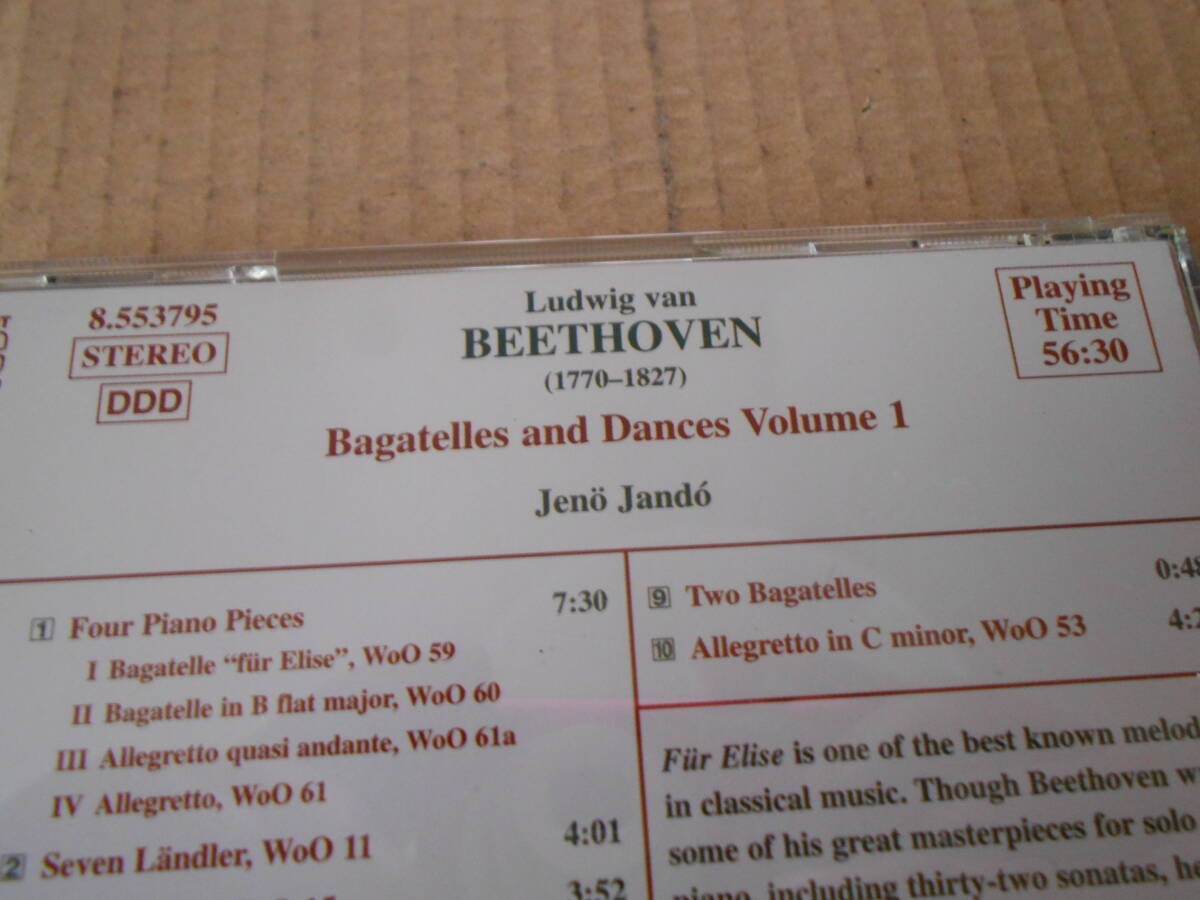 8.553795
STEREO
DDD
Ludwig van
BEETHOVEN
(1770–1827)
Bagatelles and Dances Volume 1
Jenö Jandó
Playing
Time
56:30
1 Four Piano Pieces 7:30
I Bagatelle “für Elise”, WoO 59
II Bagatelle in B flat major, WoO 60
III Allegretto quasi andante, WoO 61a
IV Allegretto, WoO 61
2 Seven Ländler, WoO 11 4:01
3:52
9 Two Bagatelles 0:48
10 Allegretto in C minor, WoO 53
Für Elise is one of the best known
in classical music. Though Beethoven
some of his great masterpieces for solo
piano, including thirty-two sonatas,